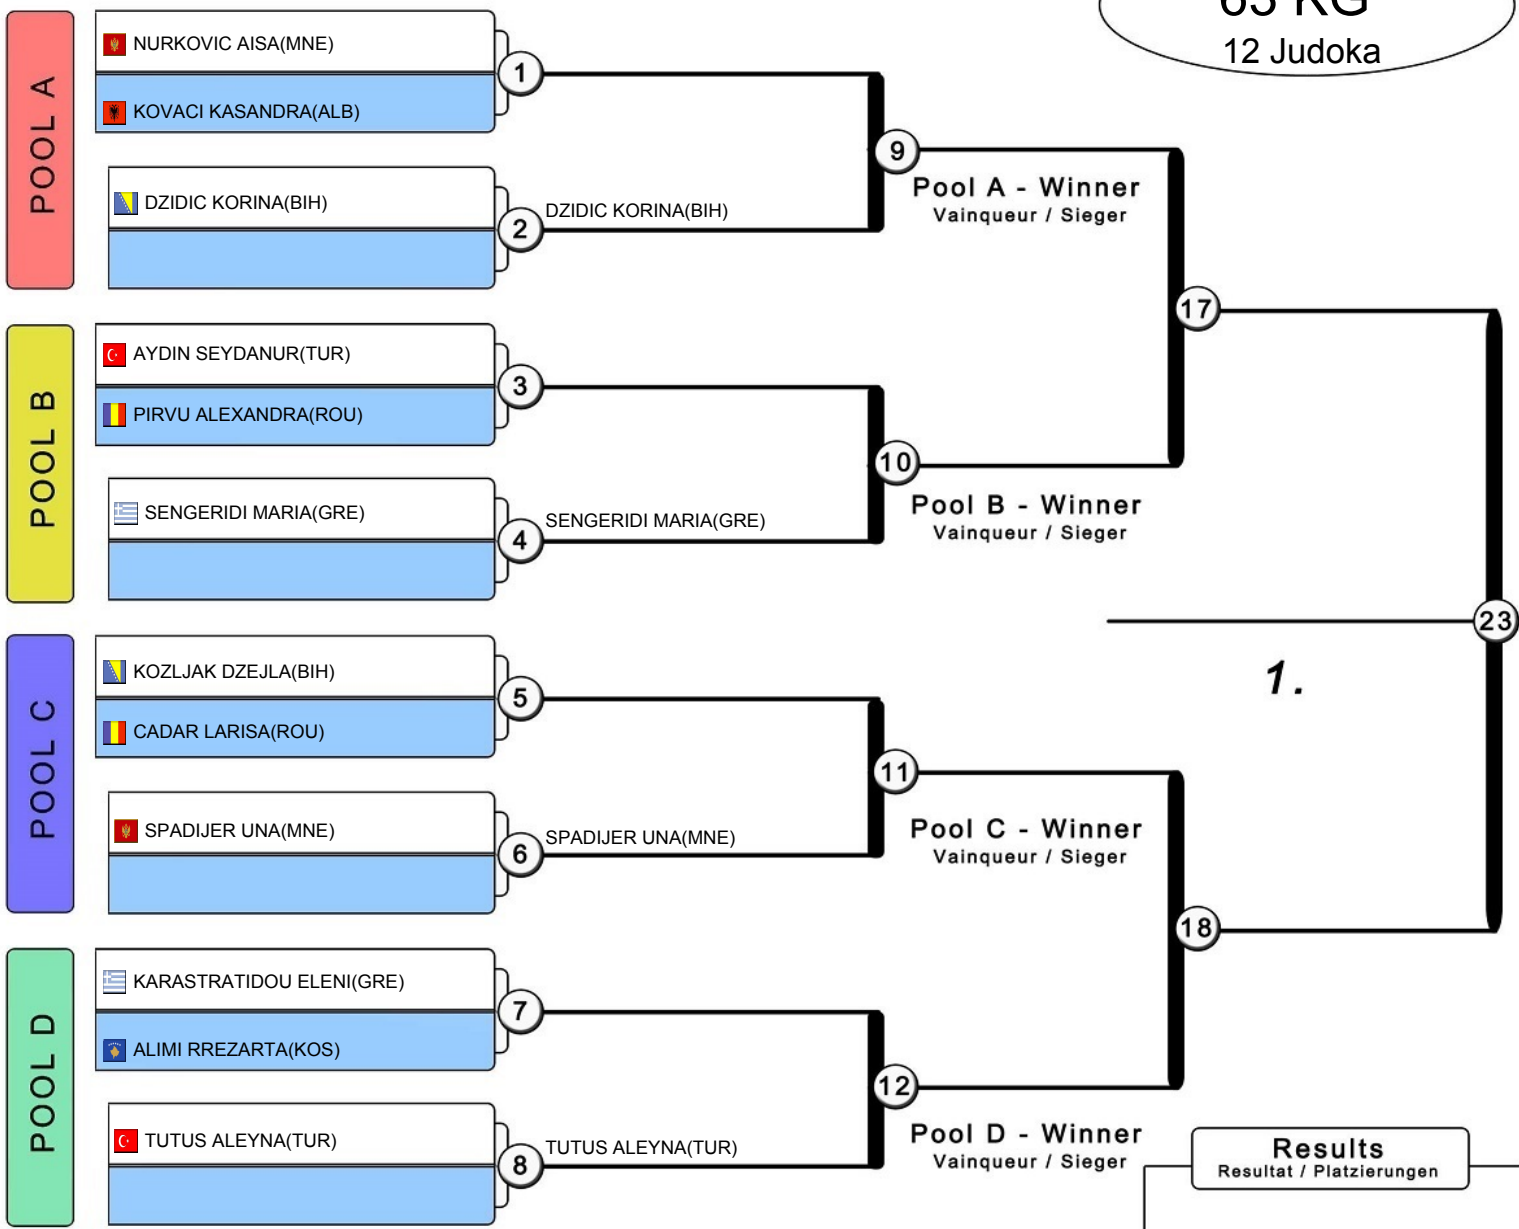 63 KG
12 Judoka
POOL A
NURKOVIC AISA(MNE)
KOVACI KASANDRA(ALB)
1
DZIDIC KORINA(BIH)
2
DZIDIC KORINA(BIH)
9
Pool A - Winner
Vainqueur / Sieger
POOL B
AYDIN SEYDANUR(TUR)
PIRVU ALEXANDRA(ROU)
3
SENGERIDI MARIA(GRE)
4
SENGERIDI MARIA(GRE)
10
Pool B - Winner
Vainqueur / Sieger
17
23
1.
POOL C
KOZLJAK DZEJLA(BIH)
CADAR LARISA(ROU)
5
SPADIJER UNA(MNE)
6
SPADIJER UNA(MNE)
11
Pool C - Winner
Vainqueur / Sieger
18
POOL D
KARASTRATIDOU ELENI(GRE)
ALIMI RREZARTA(KOS)
7
TUTUS ALEYNA(TUR)
8
TUTUS ALEYNA(TUR)
12
Pool D - Winner
Vainqueur / Sieger
Results
Resultat / Platzierungen